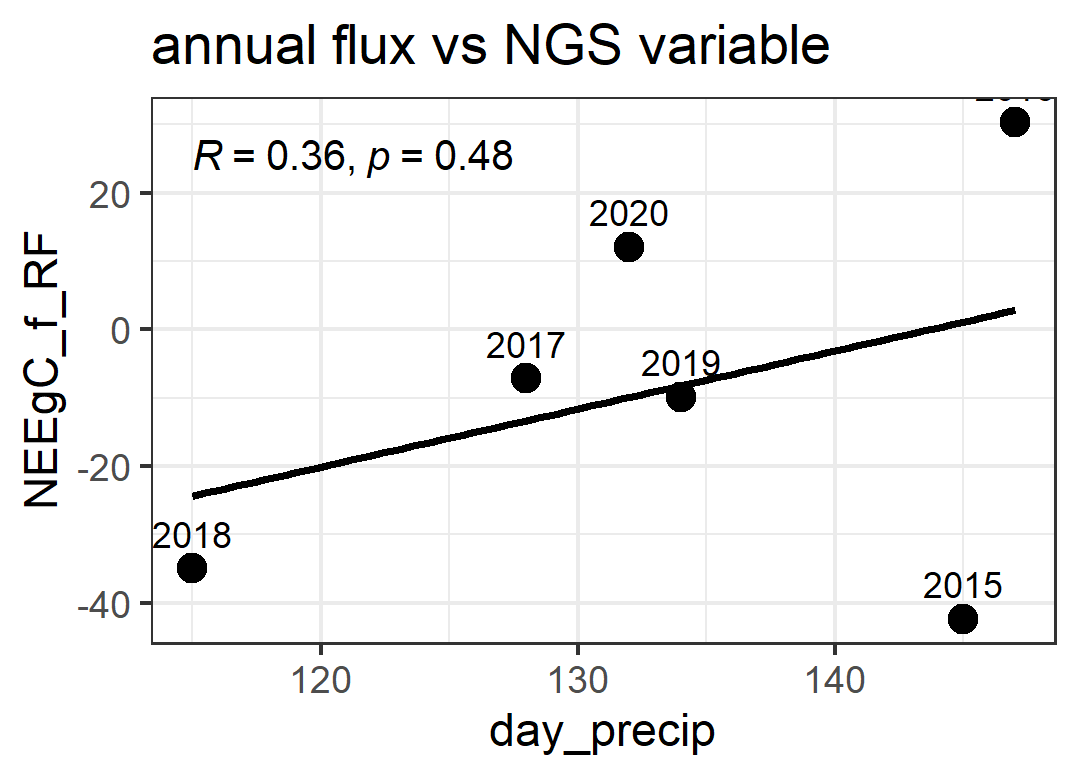 annual flux vs NGS variable
R = 0.36, p = 0.48
2020
2017
2019
2018
2015
20
0
-20
-40
NEEgC_f_RF
120 130 140
day_precip